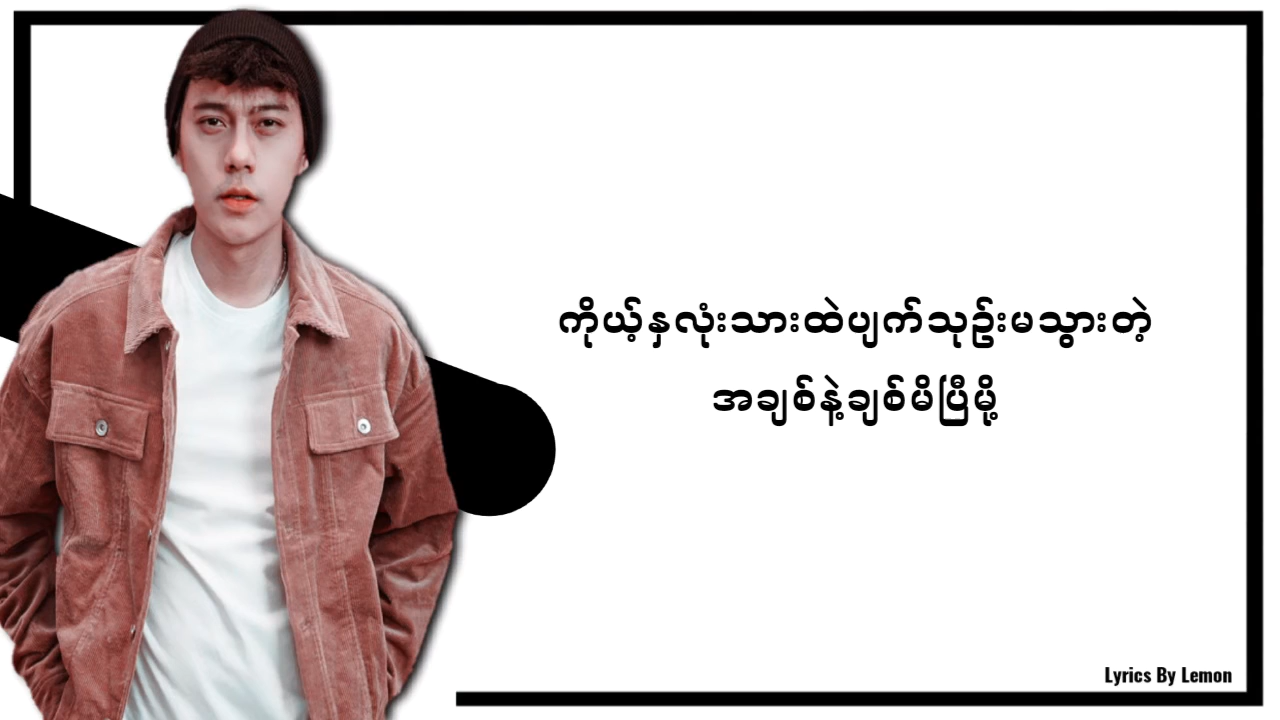 ကိုယ့်နှလုံးသားထဲပျက်သုဥ်းမသွားတဲ့
အချစ်နဲ့ချစ်မိပြီမို့
Lyrics By Lemon